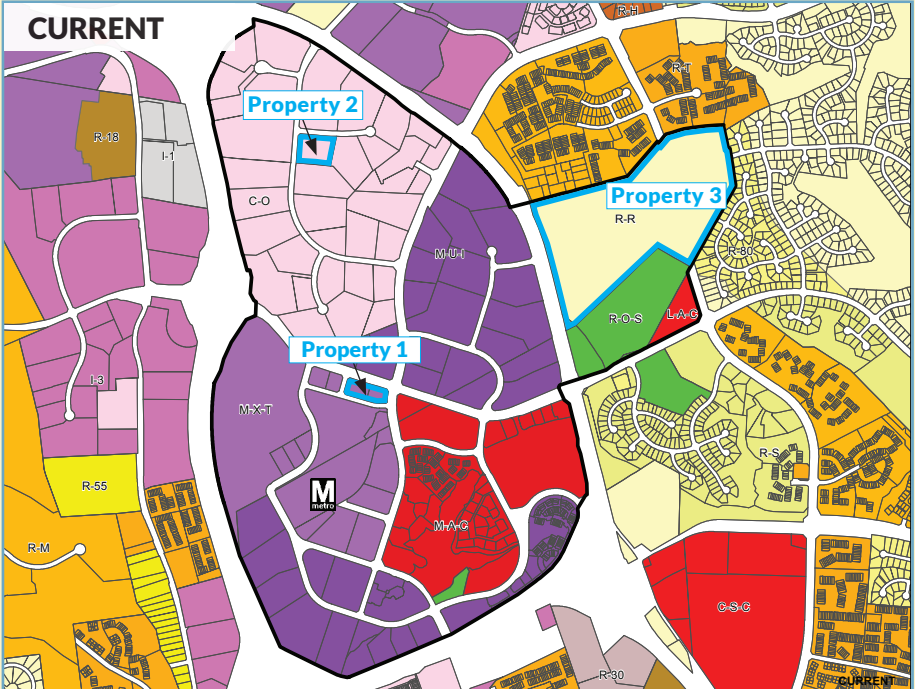 CURRENT
R-H
R-T
Property 2
R-18
I-1
C-O
Property 3
R-R
R-80
M-U-I
R-O-S
L-A-C
Property 1
I-3
M-X-T
R-S
R-55
M
metro
M-A-C
R-M
C-S-C
R-30
CURRENT